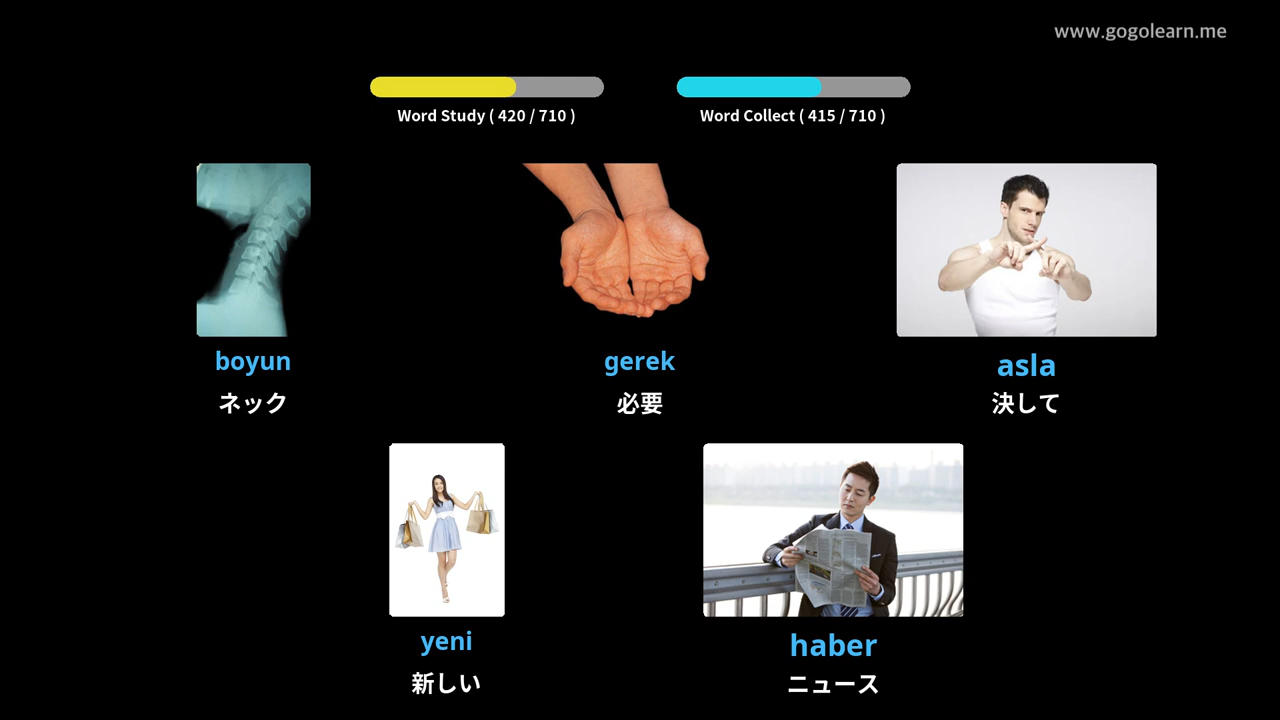 www.gogolearn.me
Word Study ( 420 / 710 )
Word Collect ( 415 / 710 )
boyun
ネック
gerek
必要
asla
決して
yeni
新しい
haber
ニュース